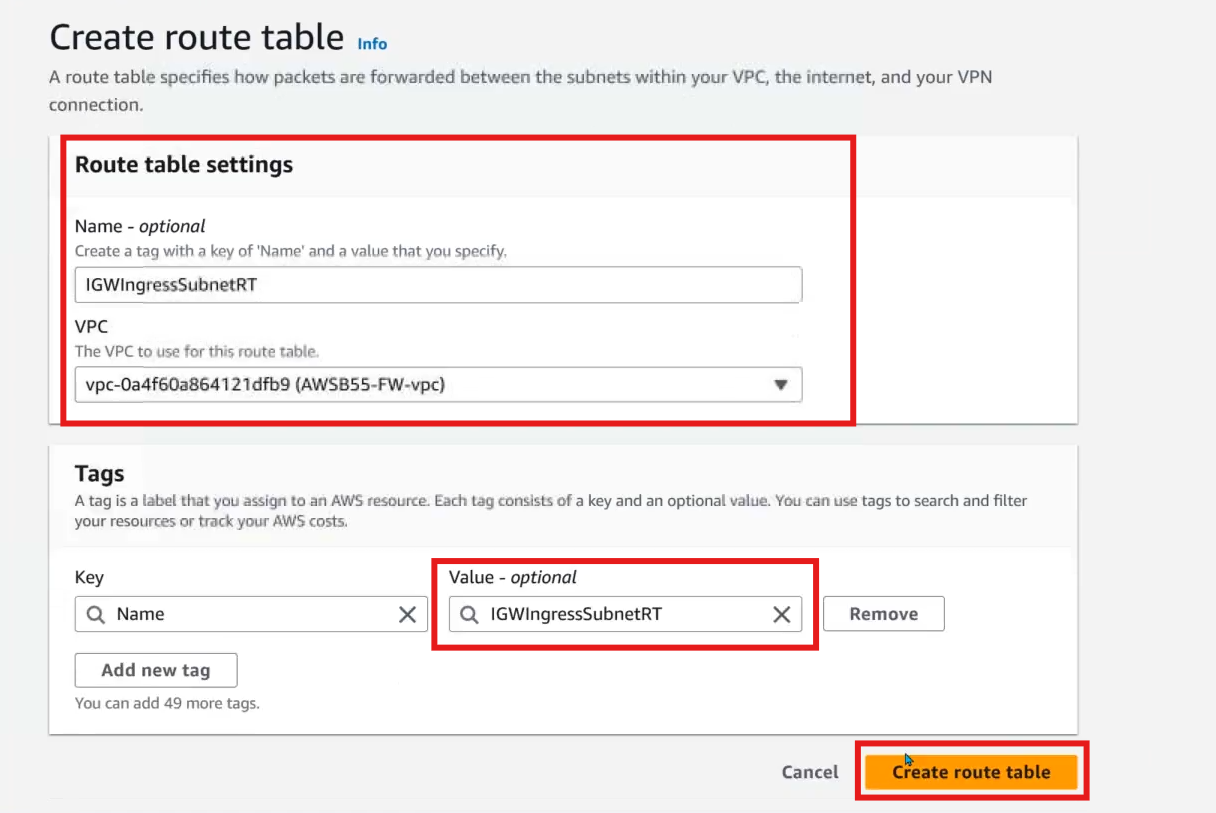 Create route table Info
A route table specifies how packets are forwarded between the subnets within your VPC, the internet, and your VPN
connection.
Route table settings
Name - optional
Create a tag with a key of 'Name' and a value that you specify.
IGWIngressSubnetRT
VPC
The VPC to use for this route table.
vpc-0a4f60a864121dfb9 (AWSB55-FW-vpc)
Tags
A tag is a label that you assign to an AWS resource. Each tag consists of a key and an optional value. You can use tags to search and filter
your resources or track your AWS costs.
Key Value - optional
Name IGWIngressSubnetRT Remove
Add new tag
You can add 49 more tags.
Cancel Create route table